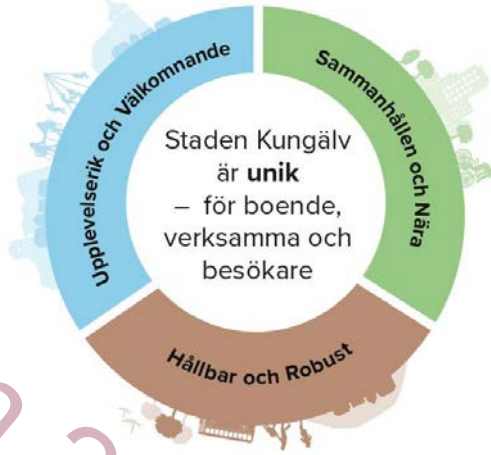 Upplevelserik och Välkomnande
Sammanhållen och Nära
Staden Kungälv
är unik
– för boende,
verksamma och
besökare
Hållbar och Robust